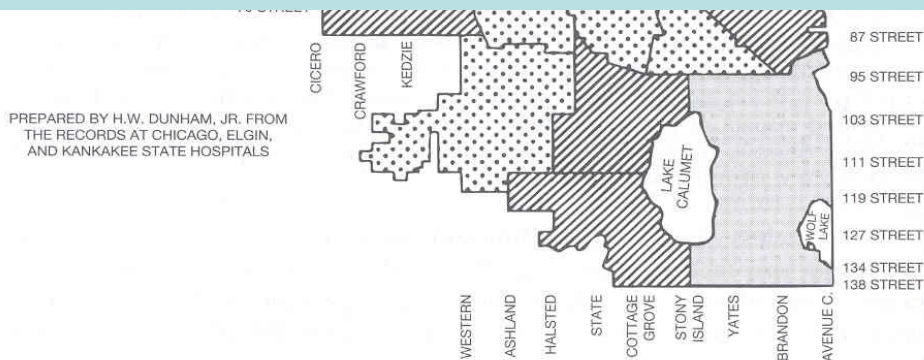 87 STREET
95 STREET
103 STREET
111 STREET
119 STREET
127 STREET
134 STREET
138 STREET
CICERO
CRAWFORD
KEDZIE
PREPARED BY H.W. DUNHAM, JR. FROM
THE RECORDS AT CHICAGO, ELGIN,
AND KANKAKEE STATE HOSPITALS
LAKE
CALUMET
WOLF
LAKE
WESTERN
ASHLAND
HALSTED
STATE
COTTAGE
GROVE
STONY
ISLAND
YATES
BRANDON
AVENUE C.